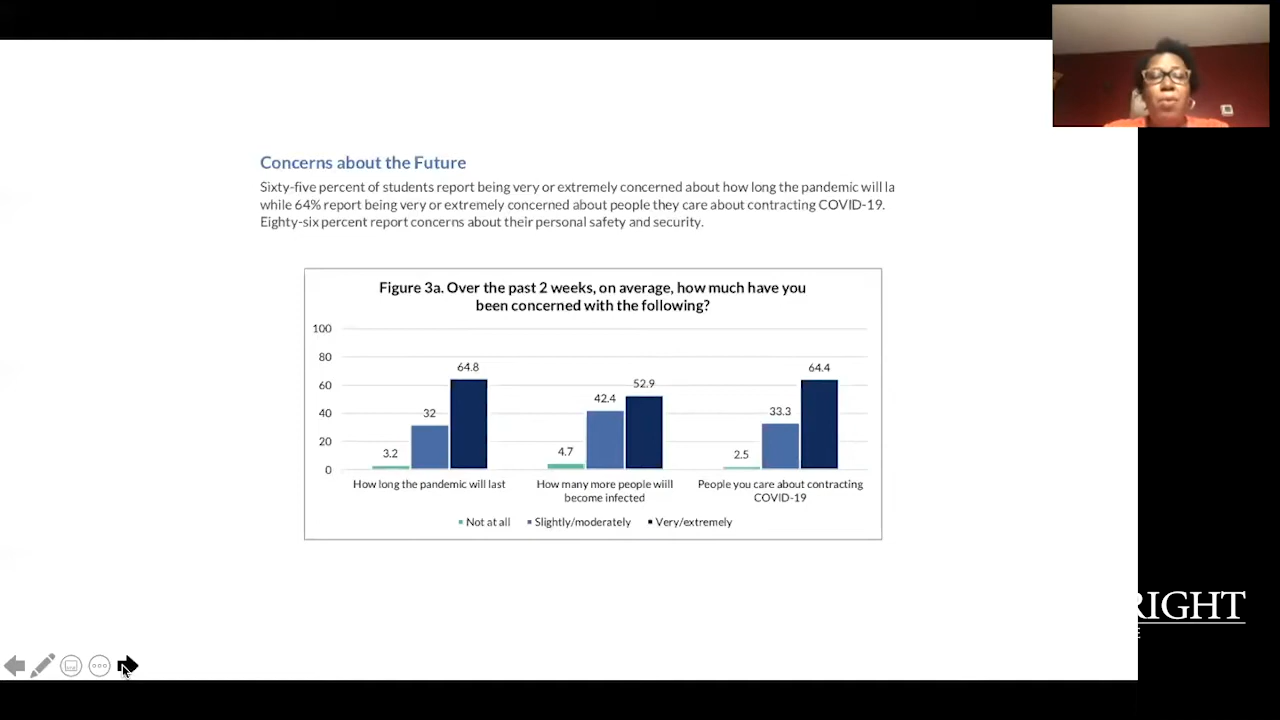 Concerns about the Future
Sixty-five percent of students report being very or extremely concerned about how long the pandemic will la
while 64% report being very or extremely concerned about people they care about contracting COVID-19.
Eighty-six percent report concerns about their personal safety and security.
Figure 3a. Over the past 2 weeks, on average, how much have you
been concerned with the following?
100
80
60
40
20
0
3.2
32
64.8
4.7
42.4
52.9
2.5
33.3
64.4
How long the pandemic will last
How many more people wiill
become infected
People you care about contracting
COVID-19
Not at all
Slightly/moderately
Very/extremely
RIGHT
E